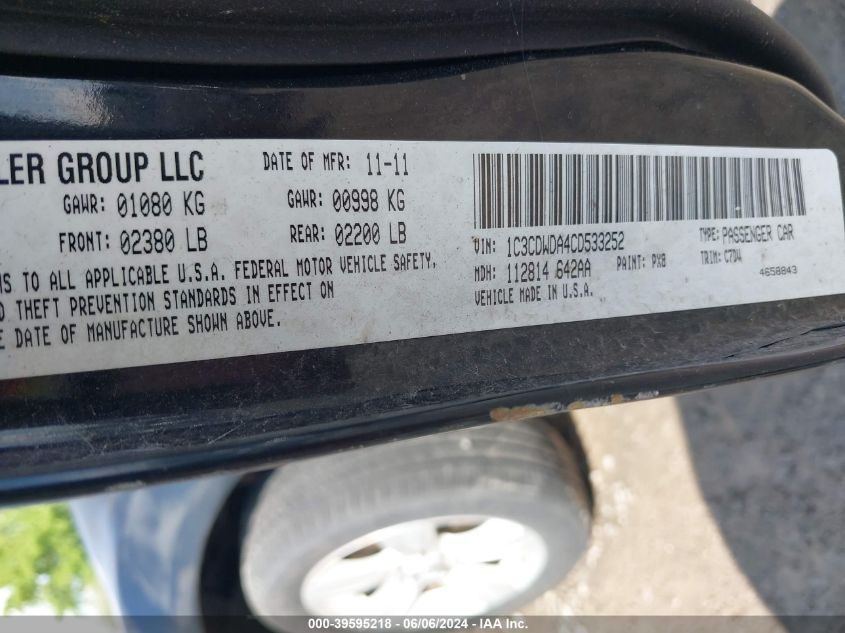 LER GROUP LLC
DATE OF MFR: 11-11
GAWR: 01080 KG
GAWR: 00998 KG
FRONT: 02380 LB
REAR: 02200 LB
NS TO ALL APPLICABLE U.S.A. FEDERAL MOTOR VEHICLE SAFETY,
D THEFT PREVENTION STANDARDS IN EFFECT ON
E DATE OF MANUFACTURE SHOWN ABOVE.
VIN: 1C3CDWDA4CD533252
TYPE: PASSENGER CAR
MDH: 112814 642AA
PAINT: PX8
TRIM: C7DW
VEHICLE MADE IN U.S.A.
4658843
000-39595218 - 06/06/2024 - IAA Inc.